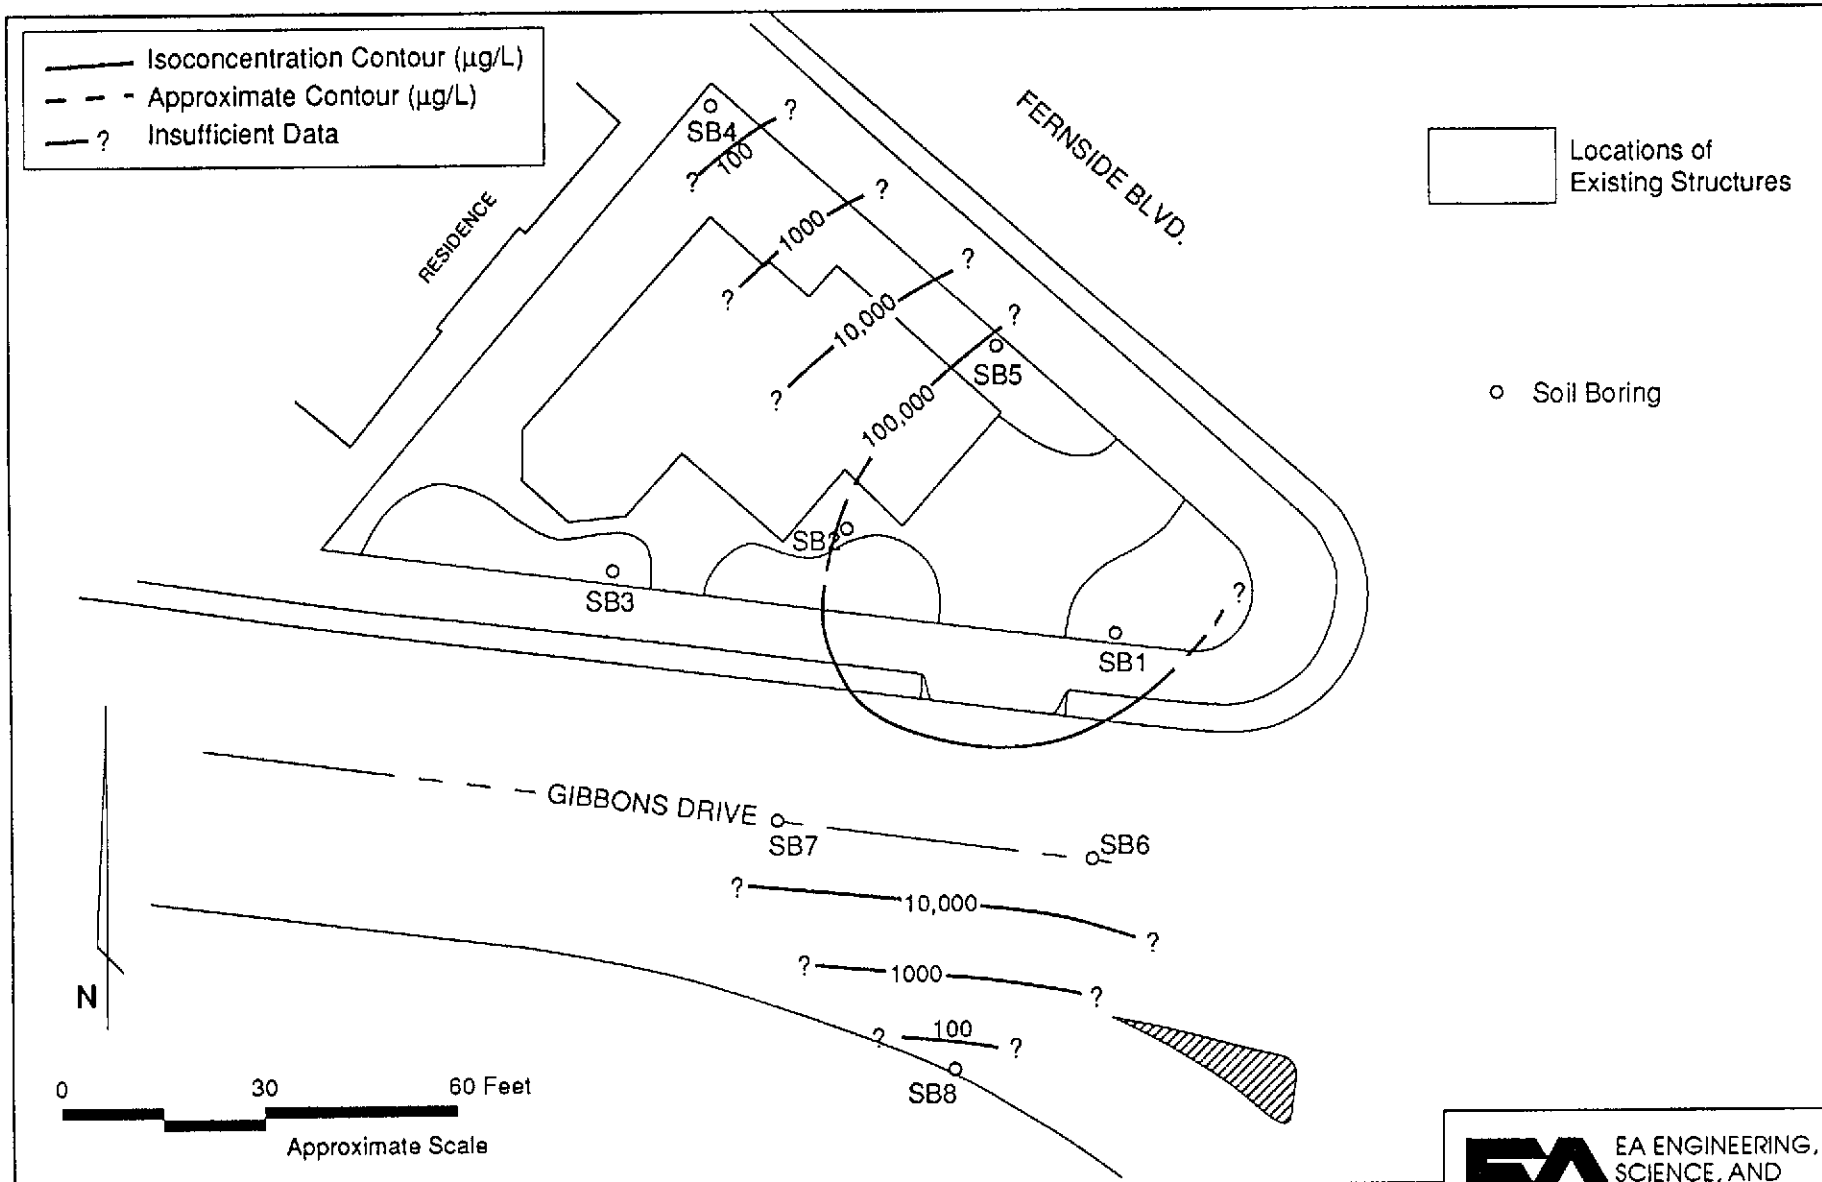 Isoconcentration Contour (µg/L)
Approximate Contour (µg/L)
? Insufficient Data
SB4
?
100
?
FERNSIDE BLVD.
Locations of
Existing Structures
RESIDENCE
?
1000
?
?
10,000
?
?
SB5
100,000
Soil Boring
SB2
SB3
?
SB1
GIBBONS DRIVE
SB7
SB6
?
10,000
?
?
1000
?
?
100
?
SB8
N
0 30 60 Feet
Approximate Scale
EA
EA ENGINEERING,
SCIENCE, AND